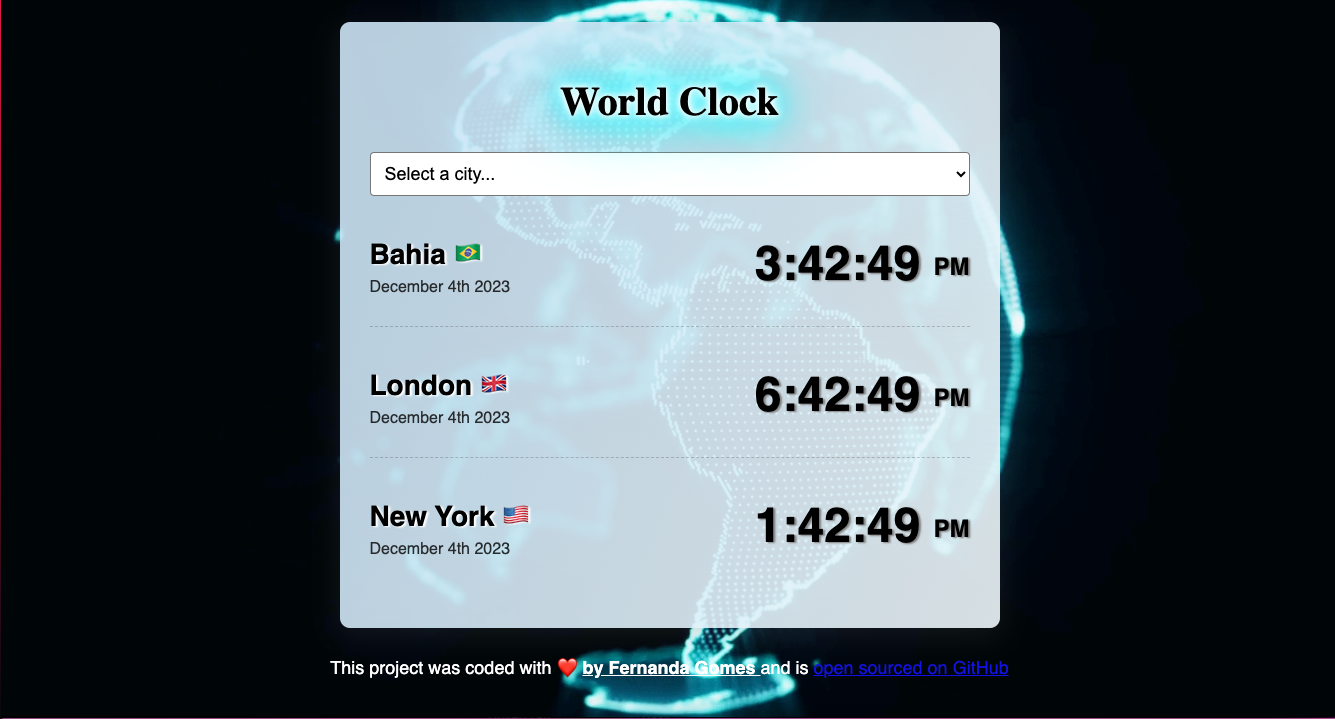 World Clock
Select a city...
Bahia 🇧🇷
December 4th 2023
3:42:49 PM
London 🇬🇧
December 4th 2023
6:42:49 PM
New York 🇺🇸
December 4th 2023
1:42:49 PM
This project was coded with ❤️ by Fernanda Gomes and is open sourced on GitHub